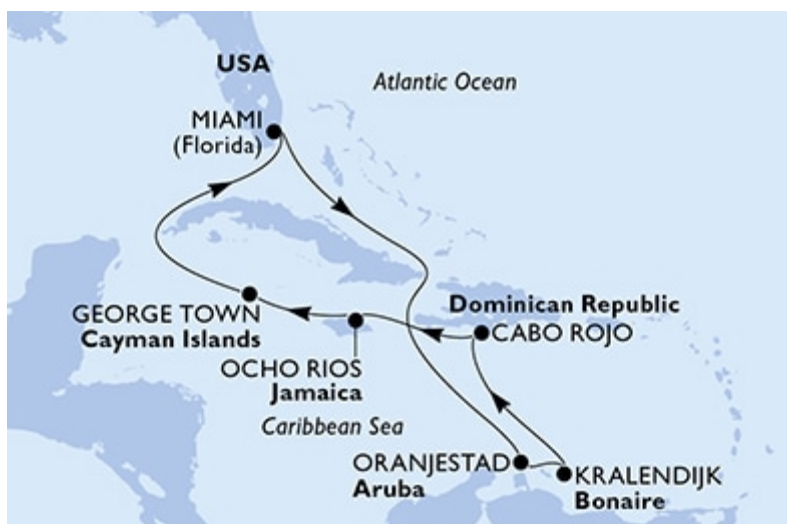 USA
Atlantic Ocean
MIAMI
(Florida)
Dominican Republic
GEORGE TOWN
Cayman Islands
CABO ROJO
OCHO RIOS
Jamaica
Caribbean Sea
ORANJESTAD
Aruba
KRALENDIJK
Bonaire